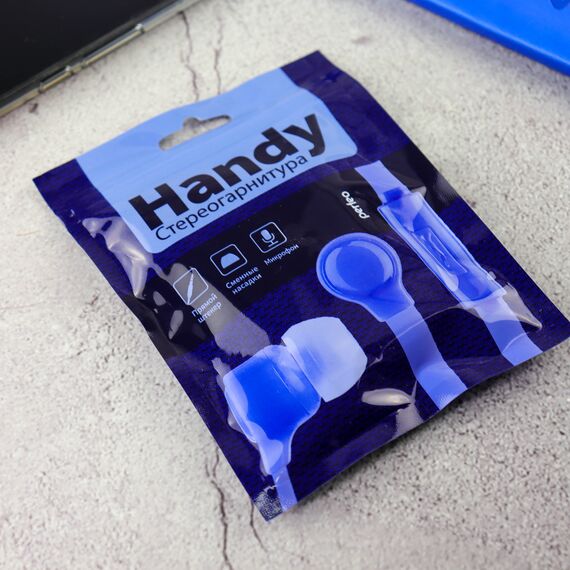 Handy
Стереогарнитура
perfeo
Прямой
штекер
Сменные
насадки
Микрофон